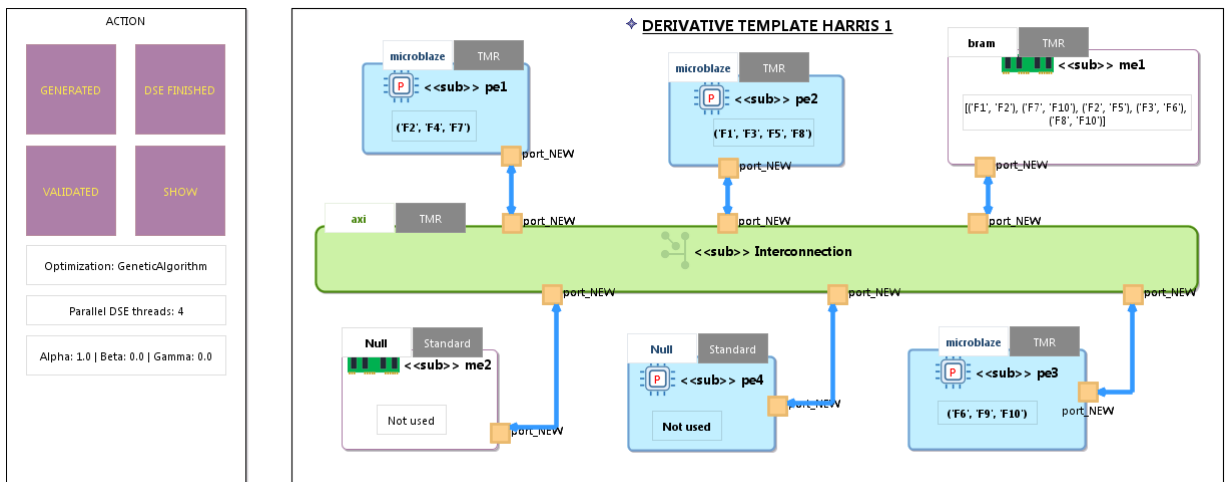 ACTION
GENERATED
DSE FINISHED
VALIDATED
SHOW
Optimization: GeneticAlgorithm
Parallel DSE threads: 4
Alpha: 1.0 | Beta: 0.0 | Gamma: 0.0
DERIVATIVE TEMPLATE HARRIS 1
microblaze
TMR
P
<<sub>> pe1
('F2', 'F4', 'F7')
port_NEW
port_NEW
microblaze
TMR
P
<<sub>> pe2
('F1', 'F3', 'F5', 'F8')
port_NEW
port_NEW
bram
TMR
<<sub>> me1
[('F1', 'F2'), ('F7', 'F10'), ('F2', 'F5'), ('F3', 'F6'),
('F8', 'F10')]
port_NEW
port_NEW
axi
TMR
<<sub>> Interconnection
port_NEW
port_NEW
port_NEW
Null
Standard
<<sub>> me2
Not used
port_NEW
Null
Standard
P
<<sub>> pe4
Not used
port_NEW
microblaze
TMR
P
<<sub>> pe3
('F6', 'F9', 'F10')
port_NEW